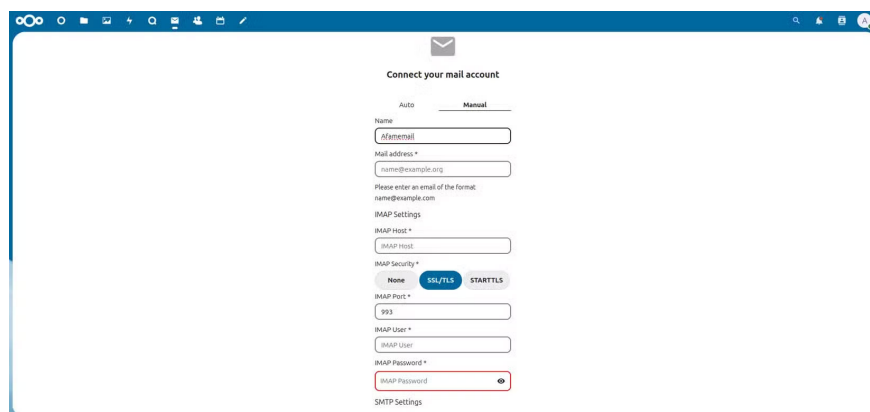 Connect your mail account
Auto Manual
Name
Afamemail
Mail address *
name@example.org
Please enter an email of the format
name@example.com
IMAP Settings
IMAP Host *
IMAP Host
IMAP Security *
None SSL/TLS STARTTLS
IMAP Port *
993
IMAP User *
IMAP User
IMAP Password *
IMAP Password
SMTP Settings
A